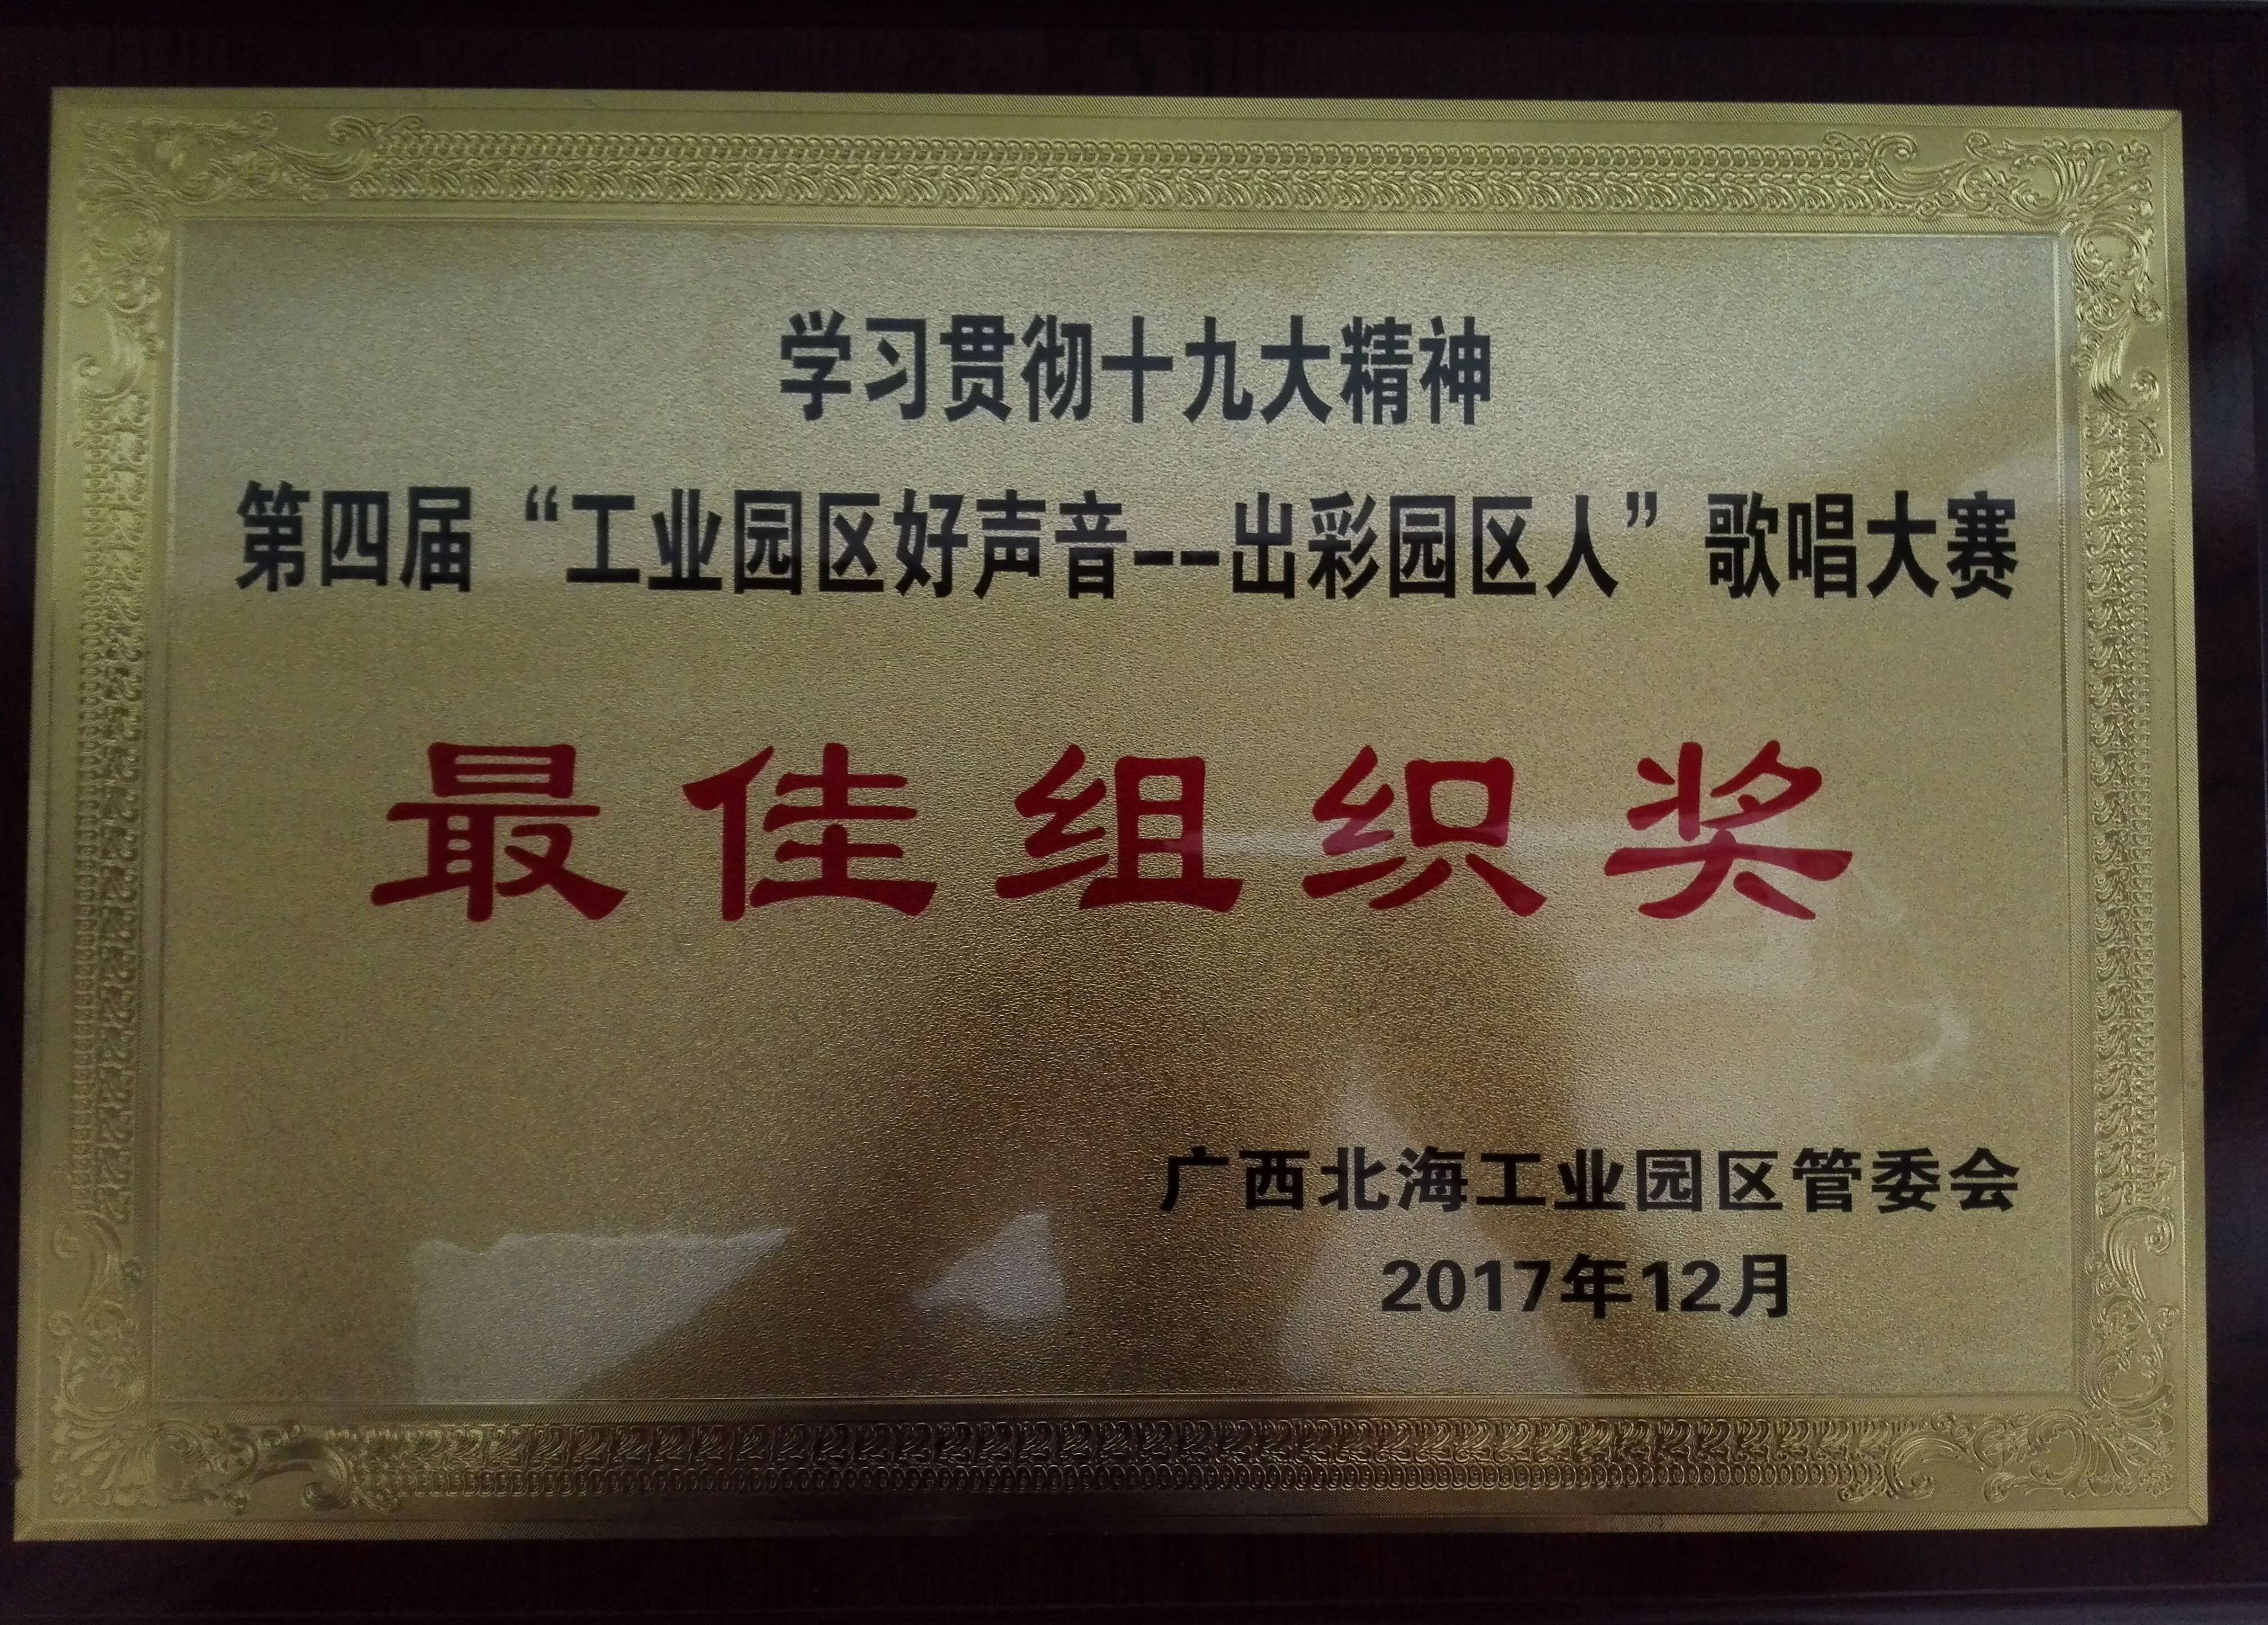 学习贯彻十九大精神
第四届“工业园区好声音--出彩园区人”歌唱大赛
最佳组织奖
广西北海工业园区管委会
2017年12月